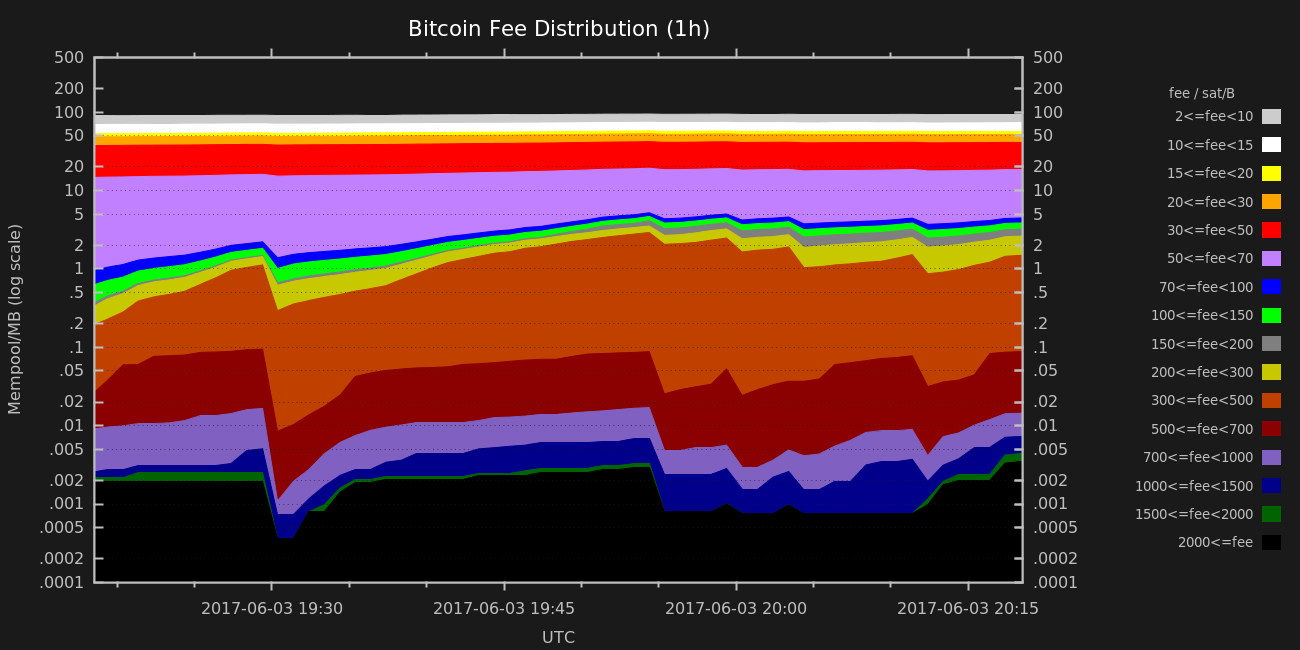 Bitcoin Fee Distribution (1h)
Mempool/MB (log scale)
500
200
100
50
20
10
5
2
1
.5
.2
.1
.05
.02
.01
.005
.002
.001
.0005
.0002
.0001
500
200
100
50
20
10
5
2
1
.5
.2
.1
.05
.02
.01
.005
.002
.001
.0005
.0002
.0001
2017-06-03 19:30
2017-06-03 19:45
2017-06-03 20:00
2017-06-03 20:15
UTC
fee / sat/B
2<=fee<10
10<=fee<15
15<=fee<20
20<=fee<30
30<=fee<50
50<=fee<70
70<=fee<100
100<=fee<150
150<=fee<200
200<=fee<300
300<=fee<500
500<=fee<700
700<=fee<1000
1000<=fee<1500
1500<=fee<2000
2000<=fee